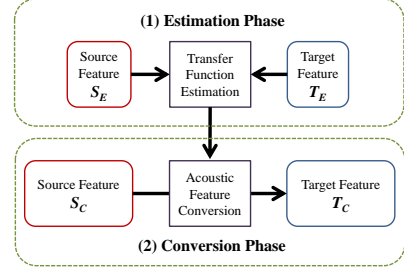 (1) Estimation Phase
Source
Feature
S_E
Transfer
Function
Estimation
Target
Feature
T_E
Source Feature
S_C
Acoustic
Feature
Conversion
Target Feature
T_C
(2) Conversion Phase